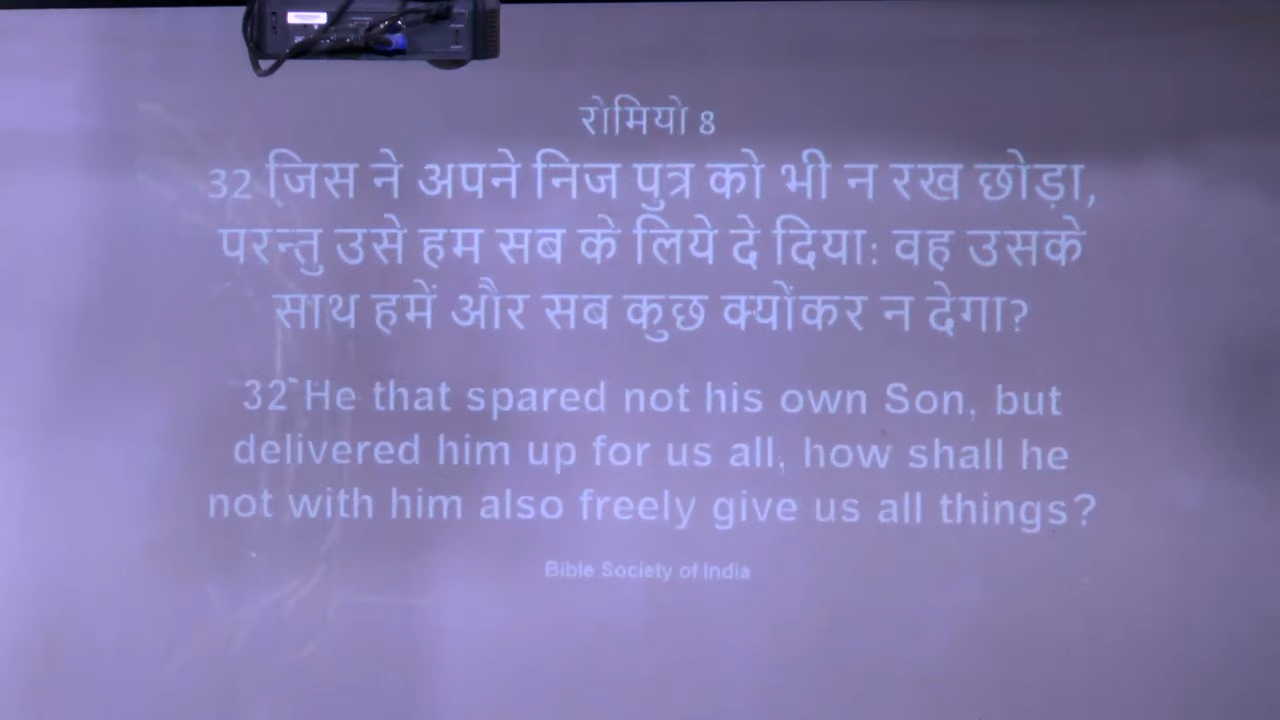 रोमियो 8
32 जिस ने अपने निज पुत्र को भी न रख छोड़ा,
परन्तु उसे हम सब के लिये दे दिया: वह उसके
साथ हमें और सब कुछ क्योंकर न देगा?
32 He that spared not his own Son, but
delivered him up for us all, how shall he
not with him also freely give us all things?
Bible Society of India